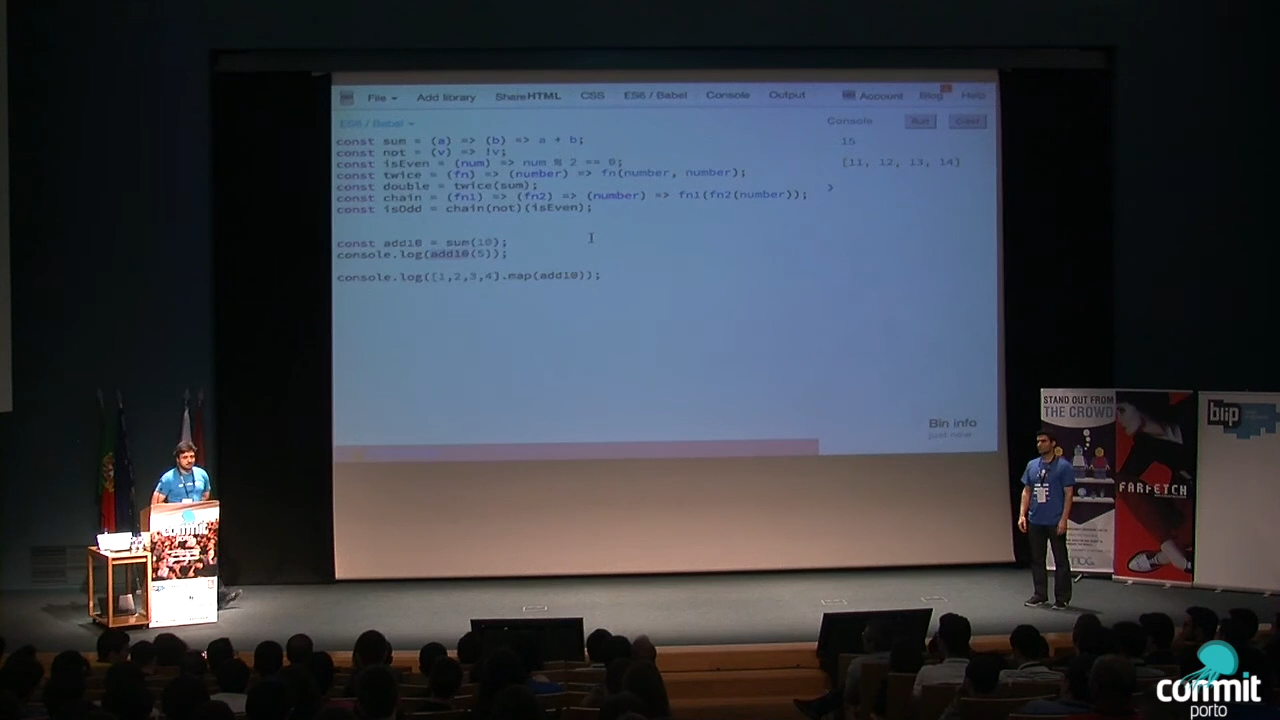 File Add library Share HTML CSS ES6 / Babel Console Output Account Blog Help
ES6 / Babel
Console Run Clear
const sum = (a) => (b) => a + b;
const not = (v) => !v;
const isEven = (num) => num % 2 == 0;
const twice = (fn) => (number) => fn(number, number);
const double = twice(sum);
const chain = (fn1) => (fn2) => (number) => fn1(fn2(number));
const isOdd = chain(not)(isEven);
const add10 = sum(10);
console.log(add10(5));
console.log([1,2,3,4].map(add10));
15
[11, 12, 13, 14]
>
Bin info
just now
commit
STAND OUT FROM
THE CROWD
FARFETCH
blip
commit
porto